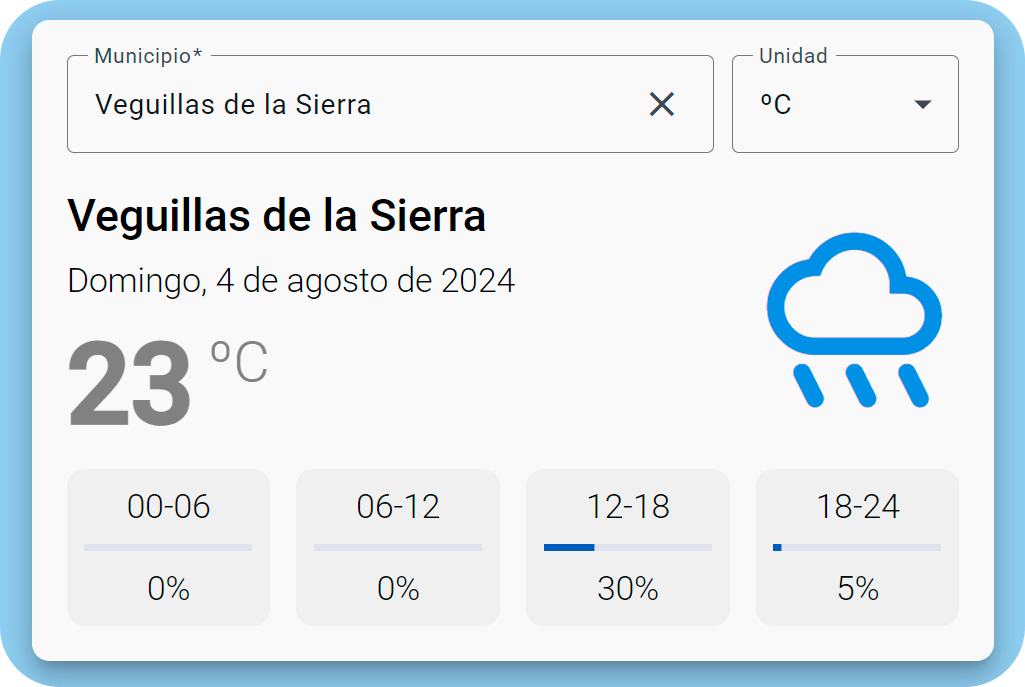 Municipio*
Unidad
Veguillas de la Sierra
ºC
Veguillas de la Sierra
Domingo, 4 de agosto de 2024
23 ºC
00-06
06-12
12-18
18-24
0%
0%
30%
5%